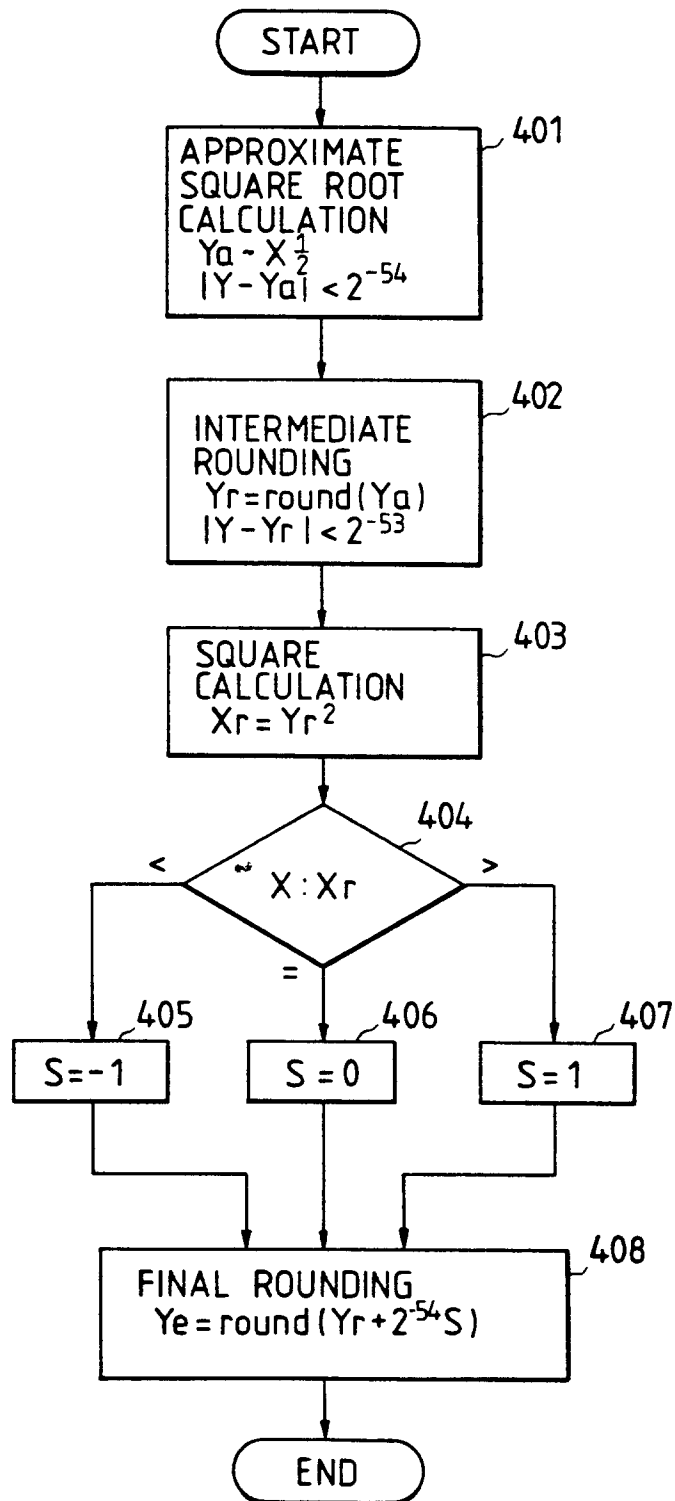 START
401
APPROXIMATE
SQUARE ROOT
CALCULATION
Ya ~ X^1/2
|Y-Ya| < 2^-54
402
INTERMEDIATE
ROUNDING
Yr=round(Ya)
|Y-Yr| < 2^-53
403
SQUARE
CALCULATION
Xr = Yr^2
404
< X : Xr >
=
405
406
407
S=-1
S=0
S=1
408
FINAL ROUNDING
Ye=round(Yr+2^-54S)
END